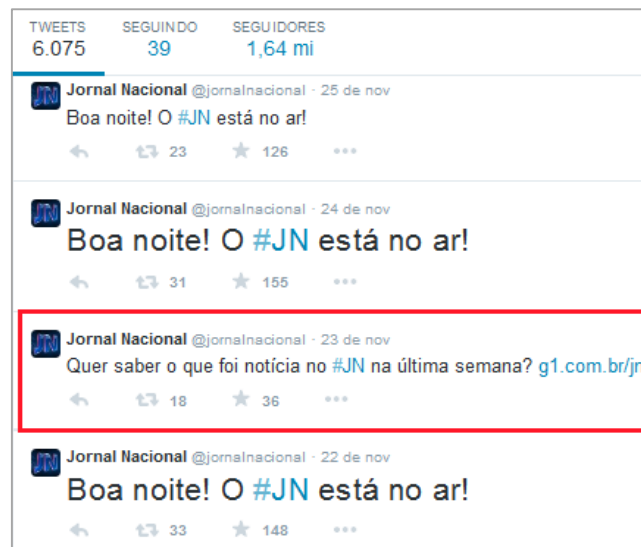 TWEETS SEGUINDO SEGUIDORES
6.075 39 1,64 mi
Jornal Nacional @jornalnacional · 25 de nov
Boa noite! O #JN está no ar!
23 126
Jornal Nacional @jornalnacional · 24 de nov
Boa noite! O #JN está no ar!
31 155
Jornal Nacional @jornalnacional · 23 de nov
Quer saber o que foi notícia no #JN na última semana? g1.com.br/jn
18 36
Jornal Nacional @jornalnacional · 22 de nov
Boa noite! O #JN está no ar!
33 148